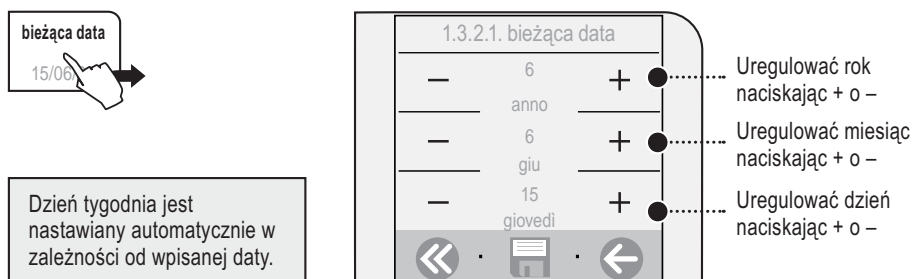 bieżąca data
15/06/
Dzień tygodnia jest
nastawiany automatycznie w
zależności od wpisanej daty.
1.3.2.1. bieżąca data
– 6 +
anno
– 6 +
giu
– 15 +
giovedì
Uregulować rok
naciskając + o –
Uregulować miesiąc
naciskając + o –
Uregulować dzień
naciskając + o –